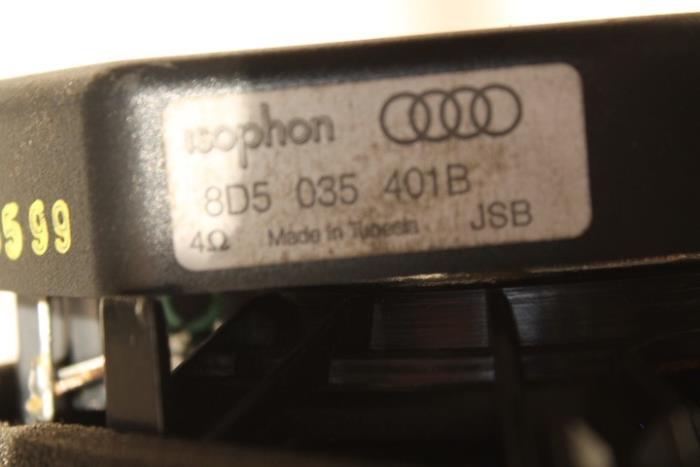 isophon
8D5 035 401B
4Ω Made in Tunesia JSB
599